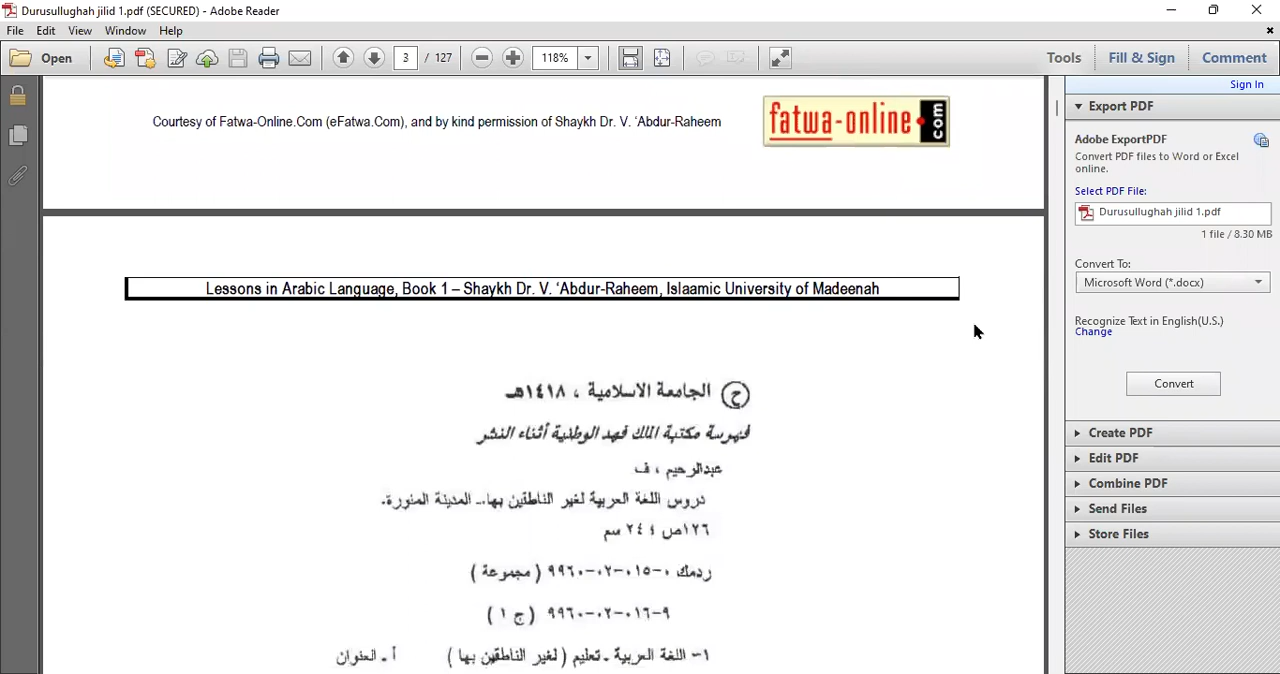 Durusullughah jilid 1.pdf (SECURED) - Adobe Reader
File Edit View Window Help
Open 3 / 127 118% Tools Fill & Sign Comment
Sign In
Courtesy of Fatwa-Online.Com (eFatwa.Com), and by kind permission of Shaykh Dr. V. ‘Abdur-Raheem
fatwa-online.com
Lessons in Arabic Language, Book 1 – Shaykh Dr. V. ‘Abdur-Raheem, Islaamic University of Madeenah
ح الجامعة الاسلامية ، ١٤١٨هـ
فهرسة مكتبة الملك فهد الوطنية أثناء النشر
عبدالرحيم ، ف
دروس اللغة العربية لغير الناطقين بها.ـ المدينة المنورة.
١٢٦ص ؛ ٢٤ سم
ردمك ٠-٠١٥-٠٢-٩٩٦٠ ( مجموعة )
٩-٠١٦-٠٢-٩٩٦٠ ( ج ١ )
١- اللغة العربية ـ تعليم ( لغير الناطقين بها ) أ ـ العنوان
Export PDF
Adobe ExportPDF
Convert PDF files to Word or Excel
online.
Select PDF File:
Durusullughah jilid 1.pdf
1 file / 8.30 MB
Convert To:
Microsoft Word (*.docx)
Recognize Text in English(U.S.)
Change
Convert
Create PDF
Edit PDF
Combine PDF
Send Files
Store Files